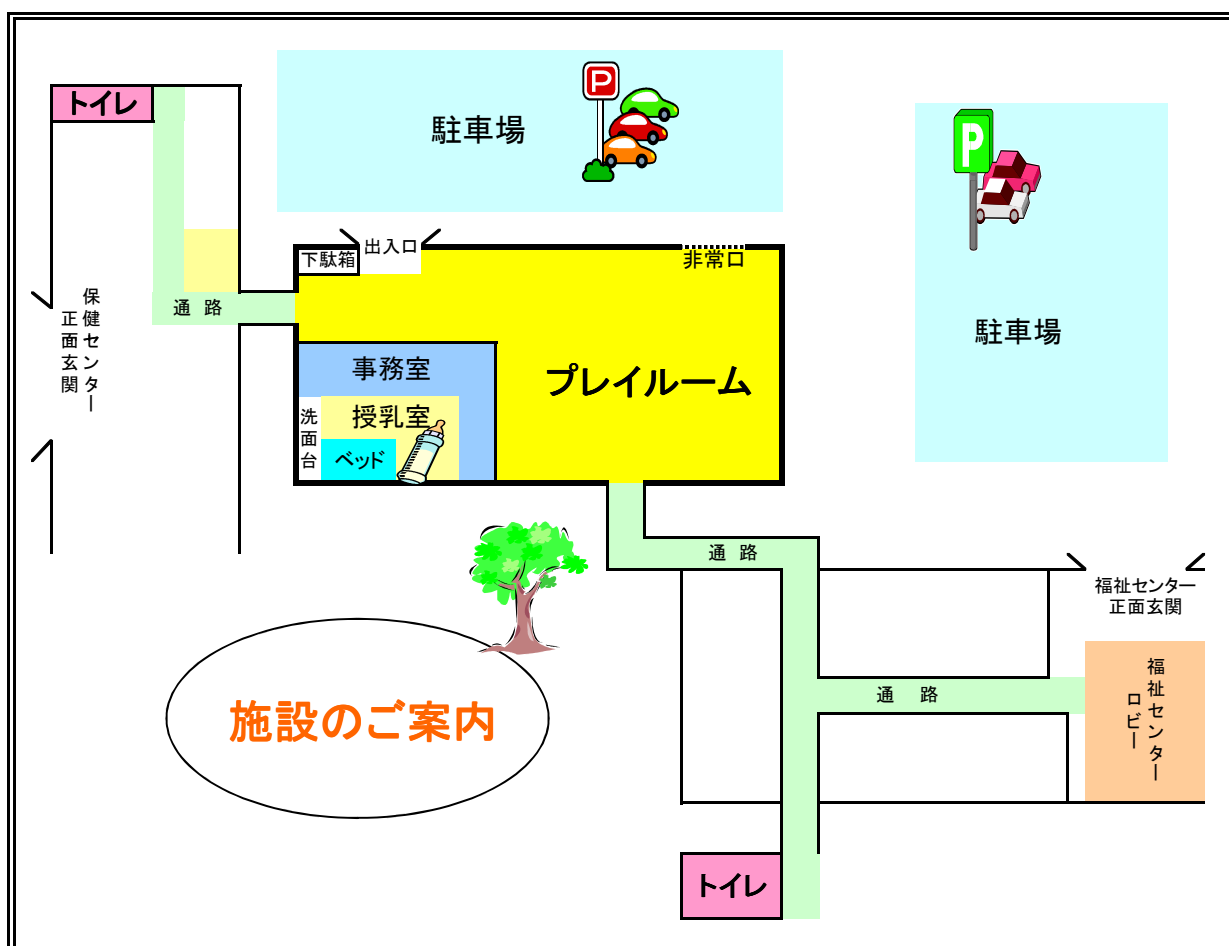 トイレ
P
駐車場
P
駐車場
下駄箱
出入口
非常口
通路
保健センター
正面玄関
事務室
プレイルーム
授乳室
洗面台
ベッド
通路
福祉センター
正面玄関
福祉センター
ロビー
通路
施設のご案内
トイレ